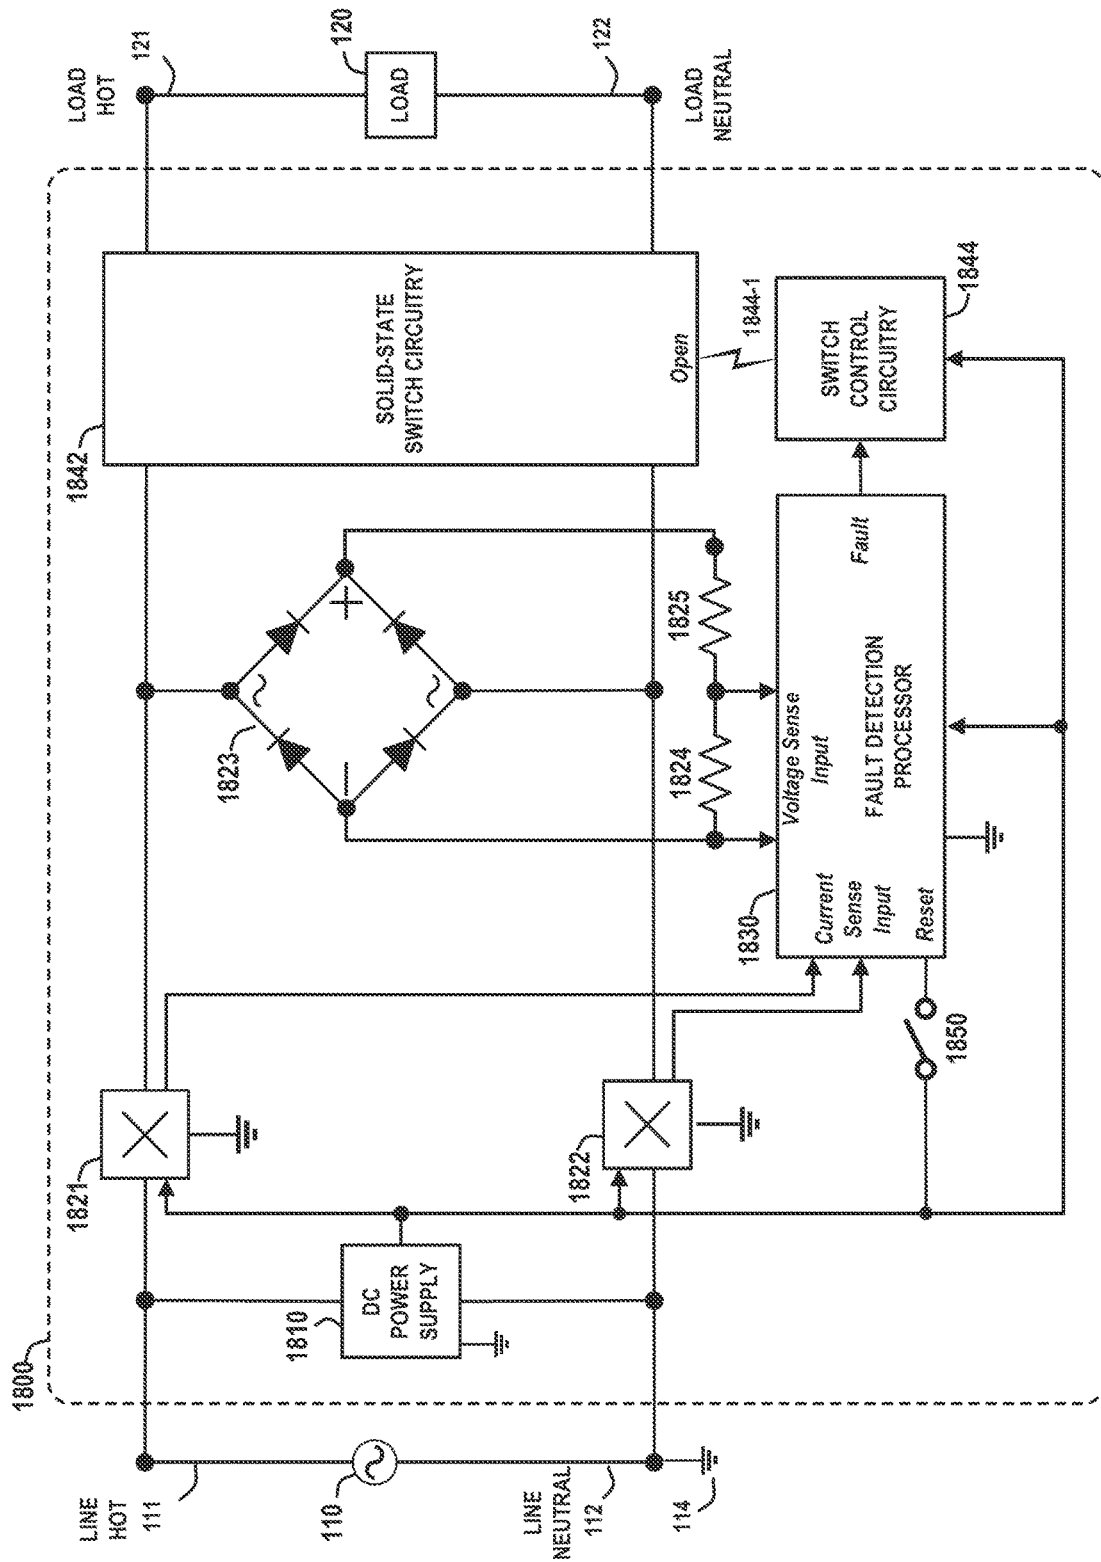 1800
LINE
HOT
111
110
LINE
NEUTRAL
112
114
1810
DC
POWER
SUPPLY
1821
1822
1823
1824
1825
1842
SOLID-STATE
SWITCH CIRCUITRY
Open
1844-1
1844
SWITCH
CONTROL
CIRCUITRY
1830
Voltage Sense
Input
Current
Sense
Input
Reset
Fault
FAULT DETECTION
PROCESSOR
1850
LOAD
HOT
121
120
LOAD
122
LOAD
NEUTRAL